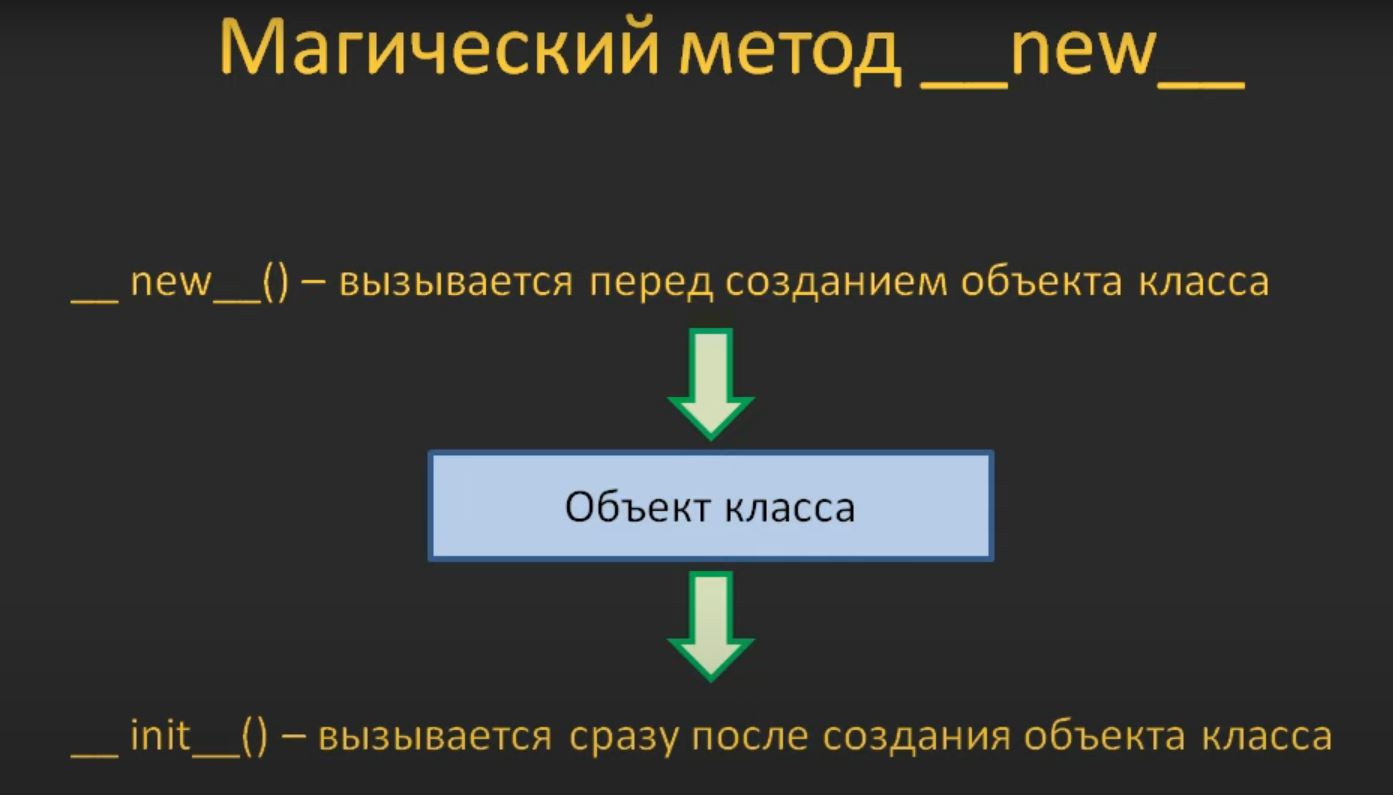 Магический метод __new__
__ new__() – вызывается перед созданием объекта класса
Объект класса
__ init__() – вызывается сразу после создания объекта класса